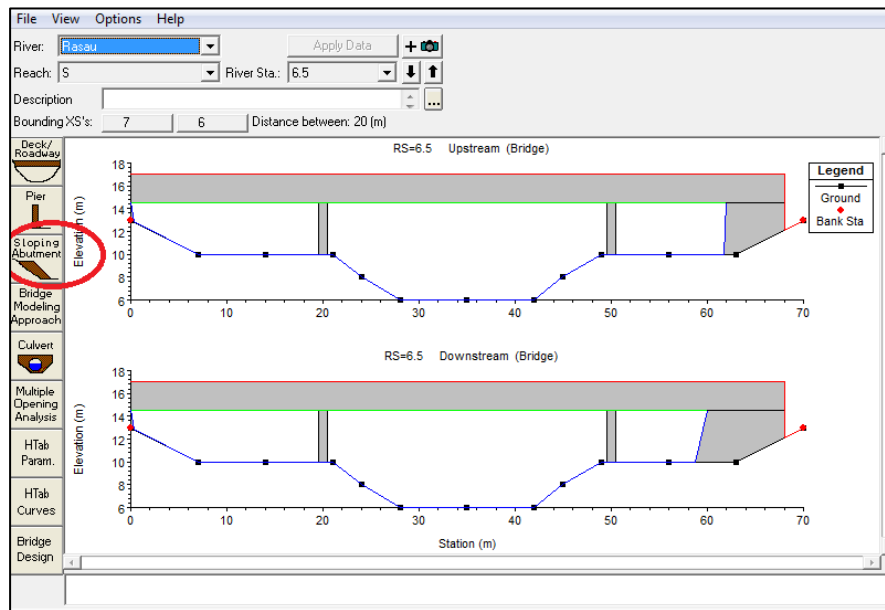 File View Options Help
River: Rasau Apply Data +
Reach: S River Sta.: 6.5
Description ...
Bounding XS's: 7 6 Distance between: 20 (m)
Deck/
Roadway
Pier
Sloping
Abutment
Bridge
Modeling
Approach
Culvert
Multiple
Opening
Analysis
HTab
Param.
HTab
Curves
Bridge
Design
RS=6.5 Upstream (Bridge)
Elevation (m)
18
16
14
12
10
8
6
0 10 20 30 40 50 60 70
Legend
Ground
Bank Sta
RS=6.5 Downstream (Bridge)
Elevation (m)
18
16
14
12
10
8
6
0 10 20 30 40 50 60 70
Station (m)